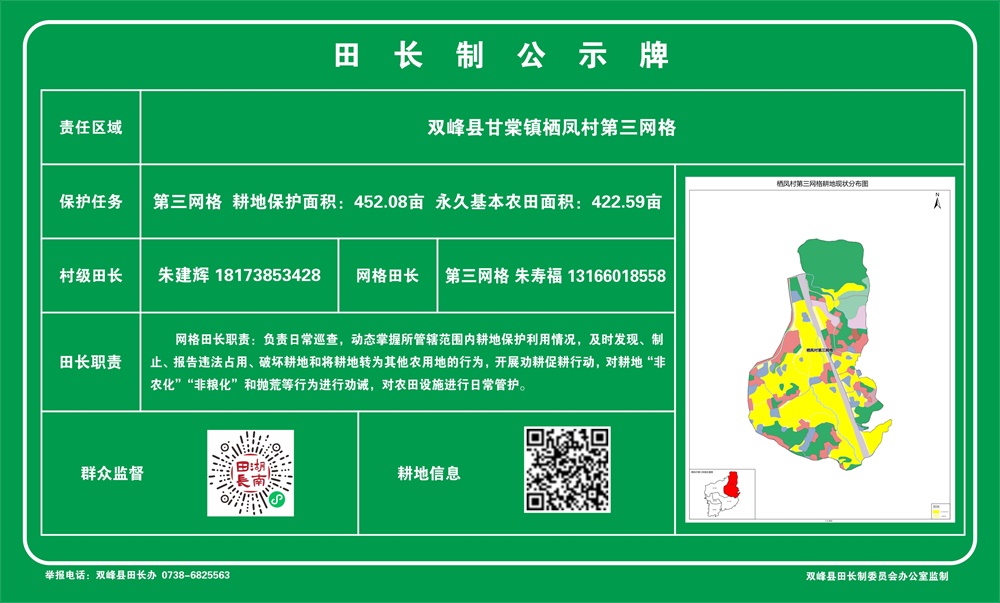 田长制公示牌
责任区域
双峰县甘棠镇栖凤村第三网格
保护任务
第三网格 耕地保护面积：452.08亩 永久基本农田面积：422.59亩
村级田长
朱建辉 18173853428
网格田长
第三网格 朱寿福 13166018558
田长职责
网格田长职责：负责日常巡查，动态掌握所管辖范围内耕地保护利用情况，及时发现、制
止、报告违法占用、破坏耕地和将耕地转为其他农用地的行为，开展劝耕促耕行动，对耕地“非
农化”“非粮化”和抛荒等行为进行劝诫，对农田设施进行日常管护。
群众监督
湖南
田長
耕地信息
栖凤村第三网格耕地现状分布图
N
栖凤村第三网格
举报电话：双峰县田长办 0738-6825563
双峰县田长制委员会办公室监制